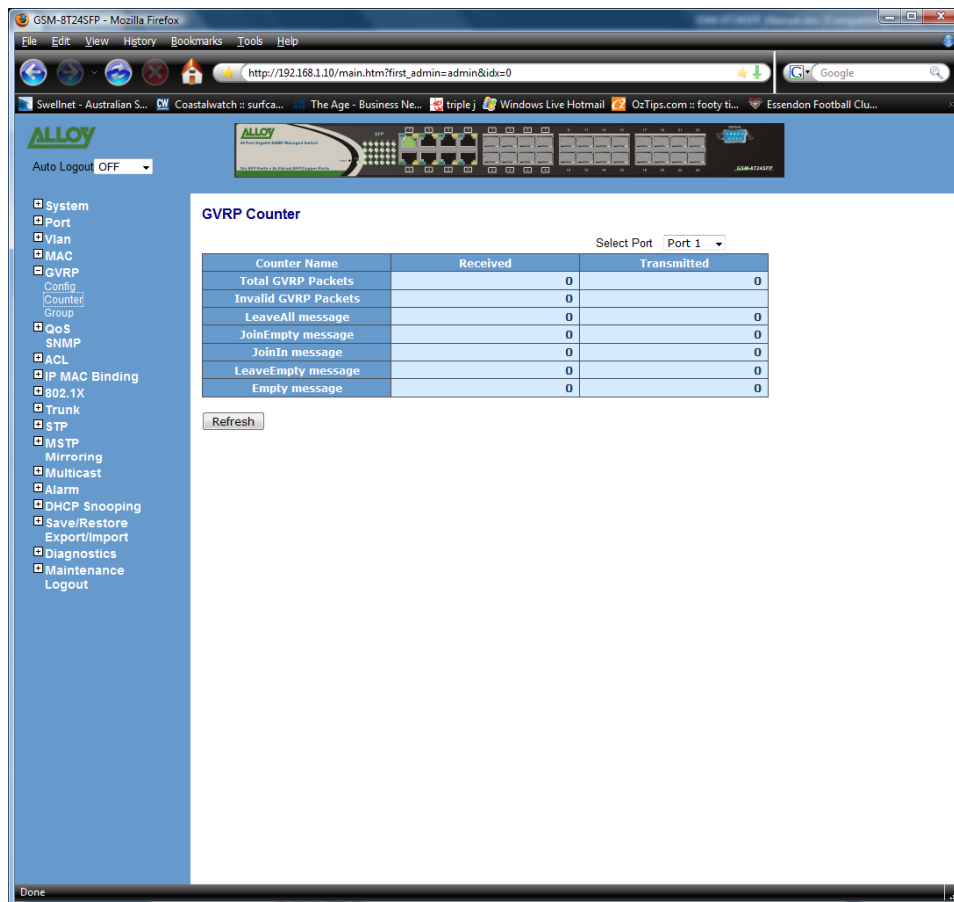 GSM-8T24SFP - Mozilla Firefox
File Edit View History Bookmarks Tools Help
http://192.168.1.10/main.htm?first_admin=admin&idx=0
G Google
Swellnet - Australian S... CW Coastalwatch :: surfca... The Age - Business Ne... triple j Windows Live Hotmail OzTips.com :: footy ti... Essendon Football Clu...
ALLOY
Auto Logout OFF
ALLOY
SFP
GSM-8T24SFP
System
Port
Vlan
MAC
GVRP
Config
Counter
Group
QoS
SNMP
ACL
IP MAC Binding
802.1X
Trunk
STP
MSTP
Mirroring
Multicast
Alarm
DHCP Snooping
Save/Restore
Export/Import
Diagnostics
Maintenance
Logout
GVRP Counter
Select Port Port 1
Counter Name Received Transmitted
Total GVRP Packets 0 0
Invalid GVRP Packets 0
LeaveAll message 0 0
JoinEmpty message 0 0
JoinIn message 0 0
LeaveEmpty message 0 0
Empty message 0 0
Refresh
Done